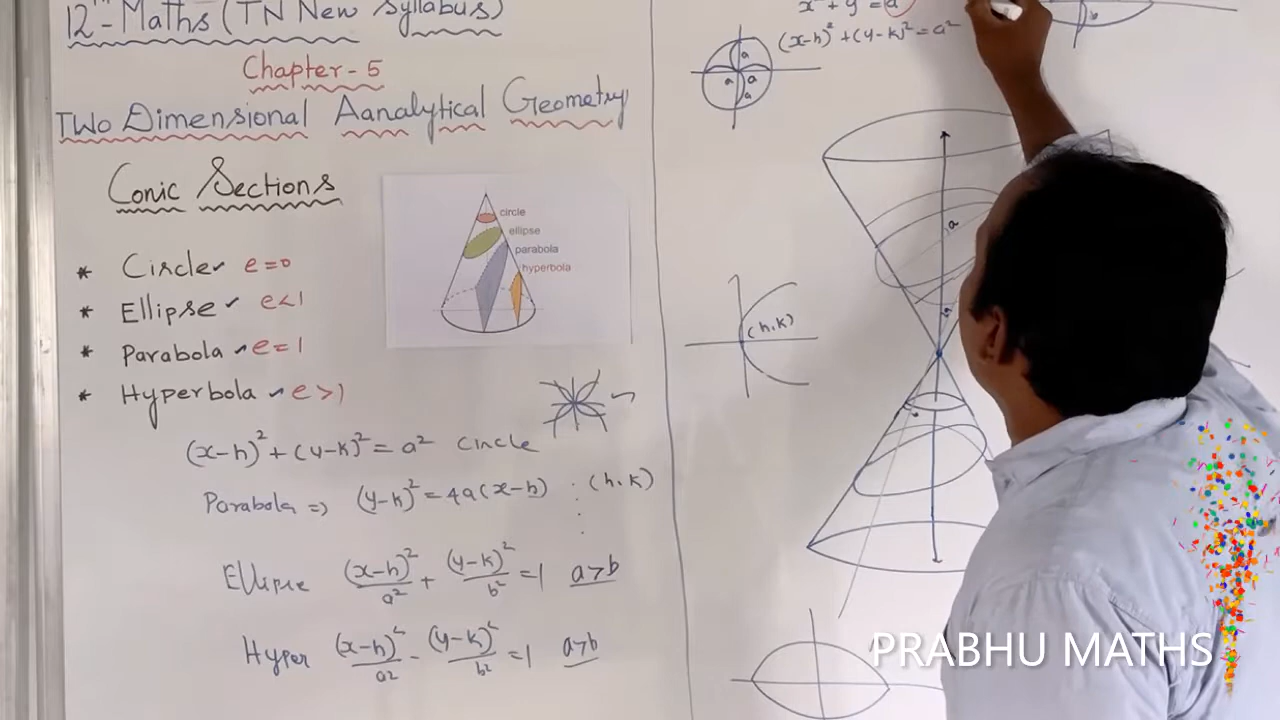 12th - Maths (TN New Syllabus)
Chapter - 5
Two Dimensional Aanalytical Geometry
Conic Sections
* Circle e=0
* Ellipse e<1
* Parabola e=1
* Hyperbola e>1
(x-h)² + (y-k)² = a² Circle
Parabola => (y-k)² = 4a(x-h) : (h,k)
Ellipse (x-h)²/a² + (y-k)²/b² = 1 a>b
Hyper (x-h)²/a² - (y-k)²/b² = 1 a>b
circle
ellipse
parabola
hyperbola
(x-h)² + (y-k)² = a²
a
a a
a
b
a
(h,k)
PRABHU MATHS